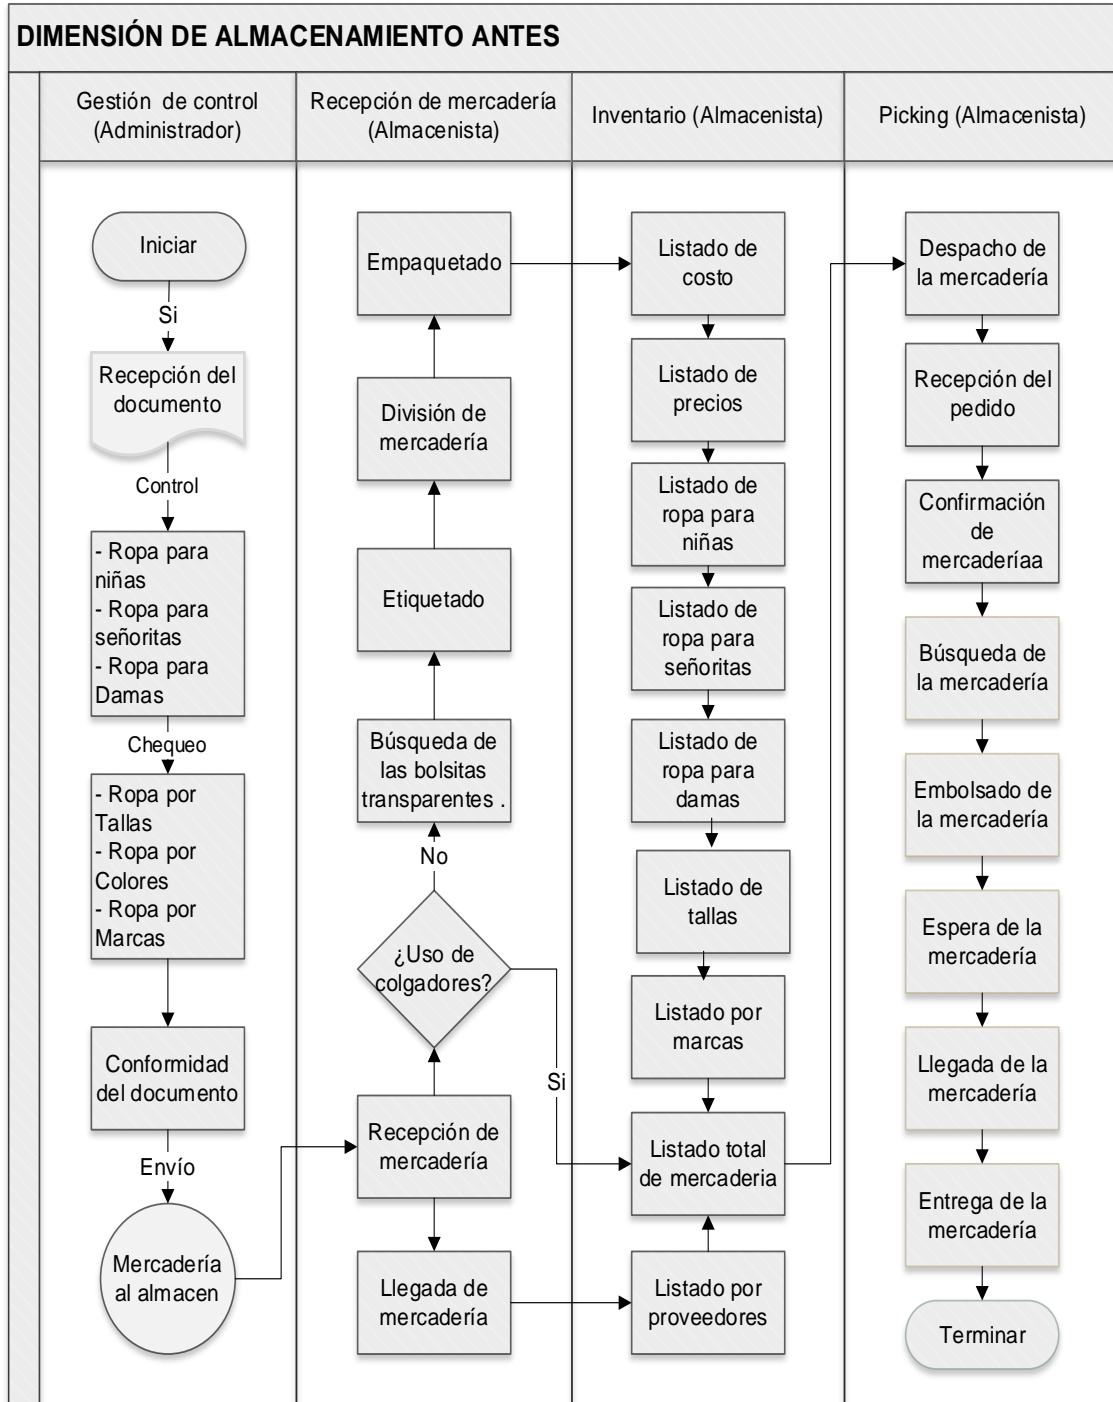 DIMENSIÓN DE ALMACENAMIENTO ANTES
Gestión de control
(Administrador)
Recepción de mercadería
(Almacenista)
Inventario (Almacenista)
Picking (Almacenista)
Iniciar
Si
Recepción del
documento
Control
- Ropa para
niñas
- Ropa para
señoritas
- Ropa para
Damas
Chequeo
- Ropa por
Tallas
- Ropa por
Colores
- Ropa por
Marcas
Conformidad
del documento
Envío
Mercadería
al almacen
Empaquetado
División de
mercadería
Etiquetado
Búsqueda de
las bolsitas
transparentes .
No
¿Uso de
colgadores?
Si
Recepción de
mercadería
Llegada de
mercadería
Listado de
costo
Listado de
precios
Listado de
ropa para
niñas
Listado de
ropa para
señoritas
Listado de
ropa para
damas
Listado de
tallas
Listado por
marcas
Listado total
de mercaderia
Listado por
proveedores
Despacho de
la mercadería
Recepción del
pedido
Confirmación
de
mercaderíaa
Búsqueda de
la mercadería
Embolsado de
la mercadería
Espera de la
mercadería
Llegada de la
mercadería
Entrega de la
mercadería
Terminar